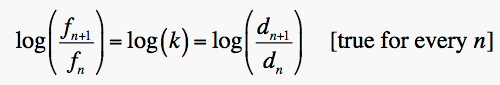 log(f_{n+1}/f_n) = log(k) = log(d_{n+1}/d_n) [true for every n]